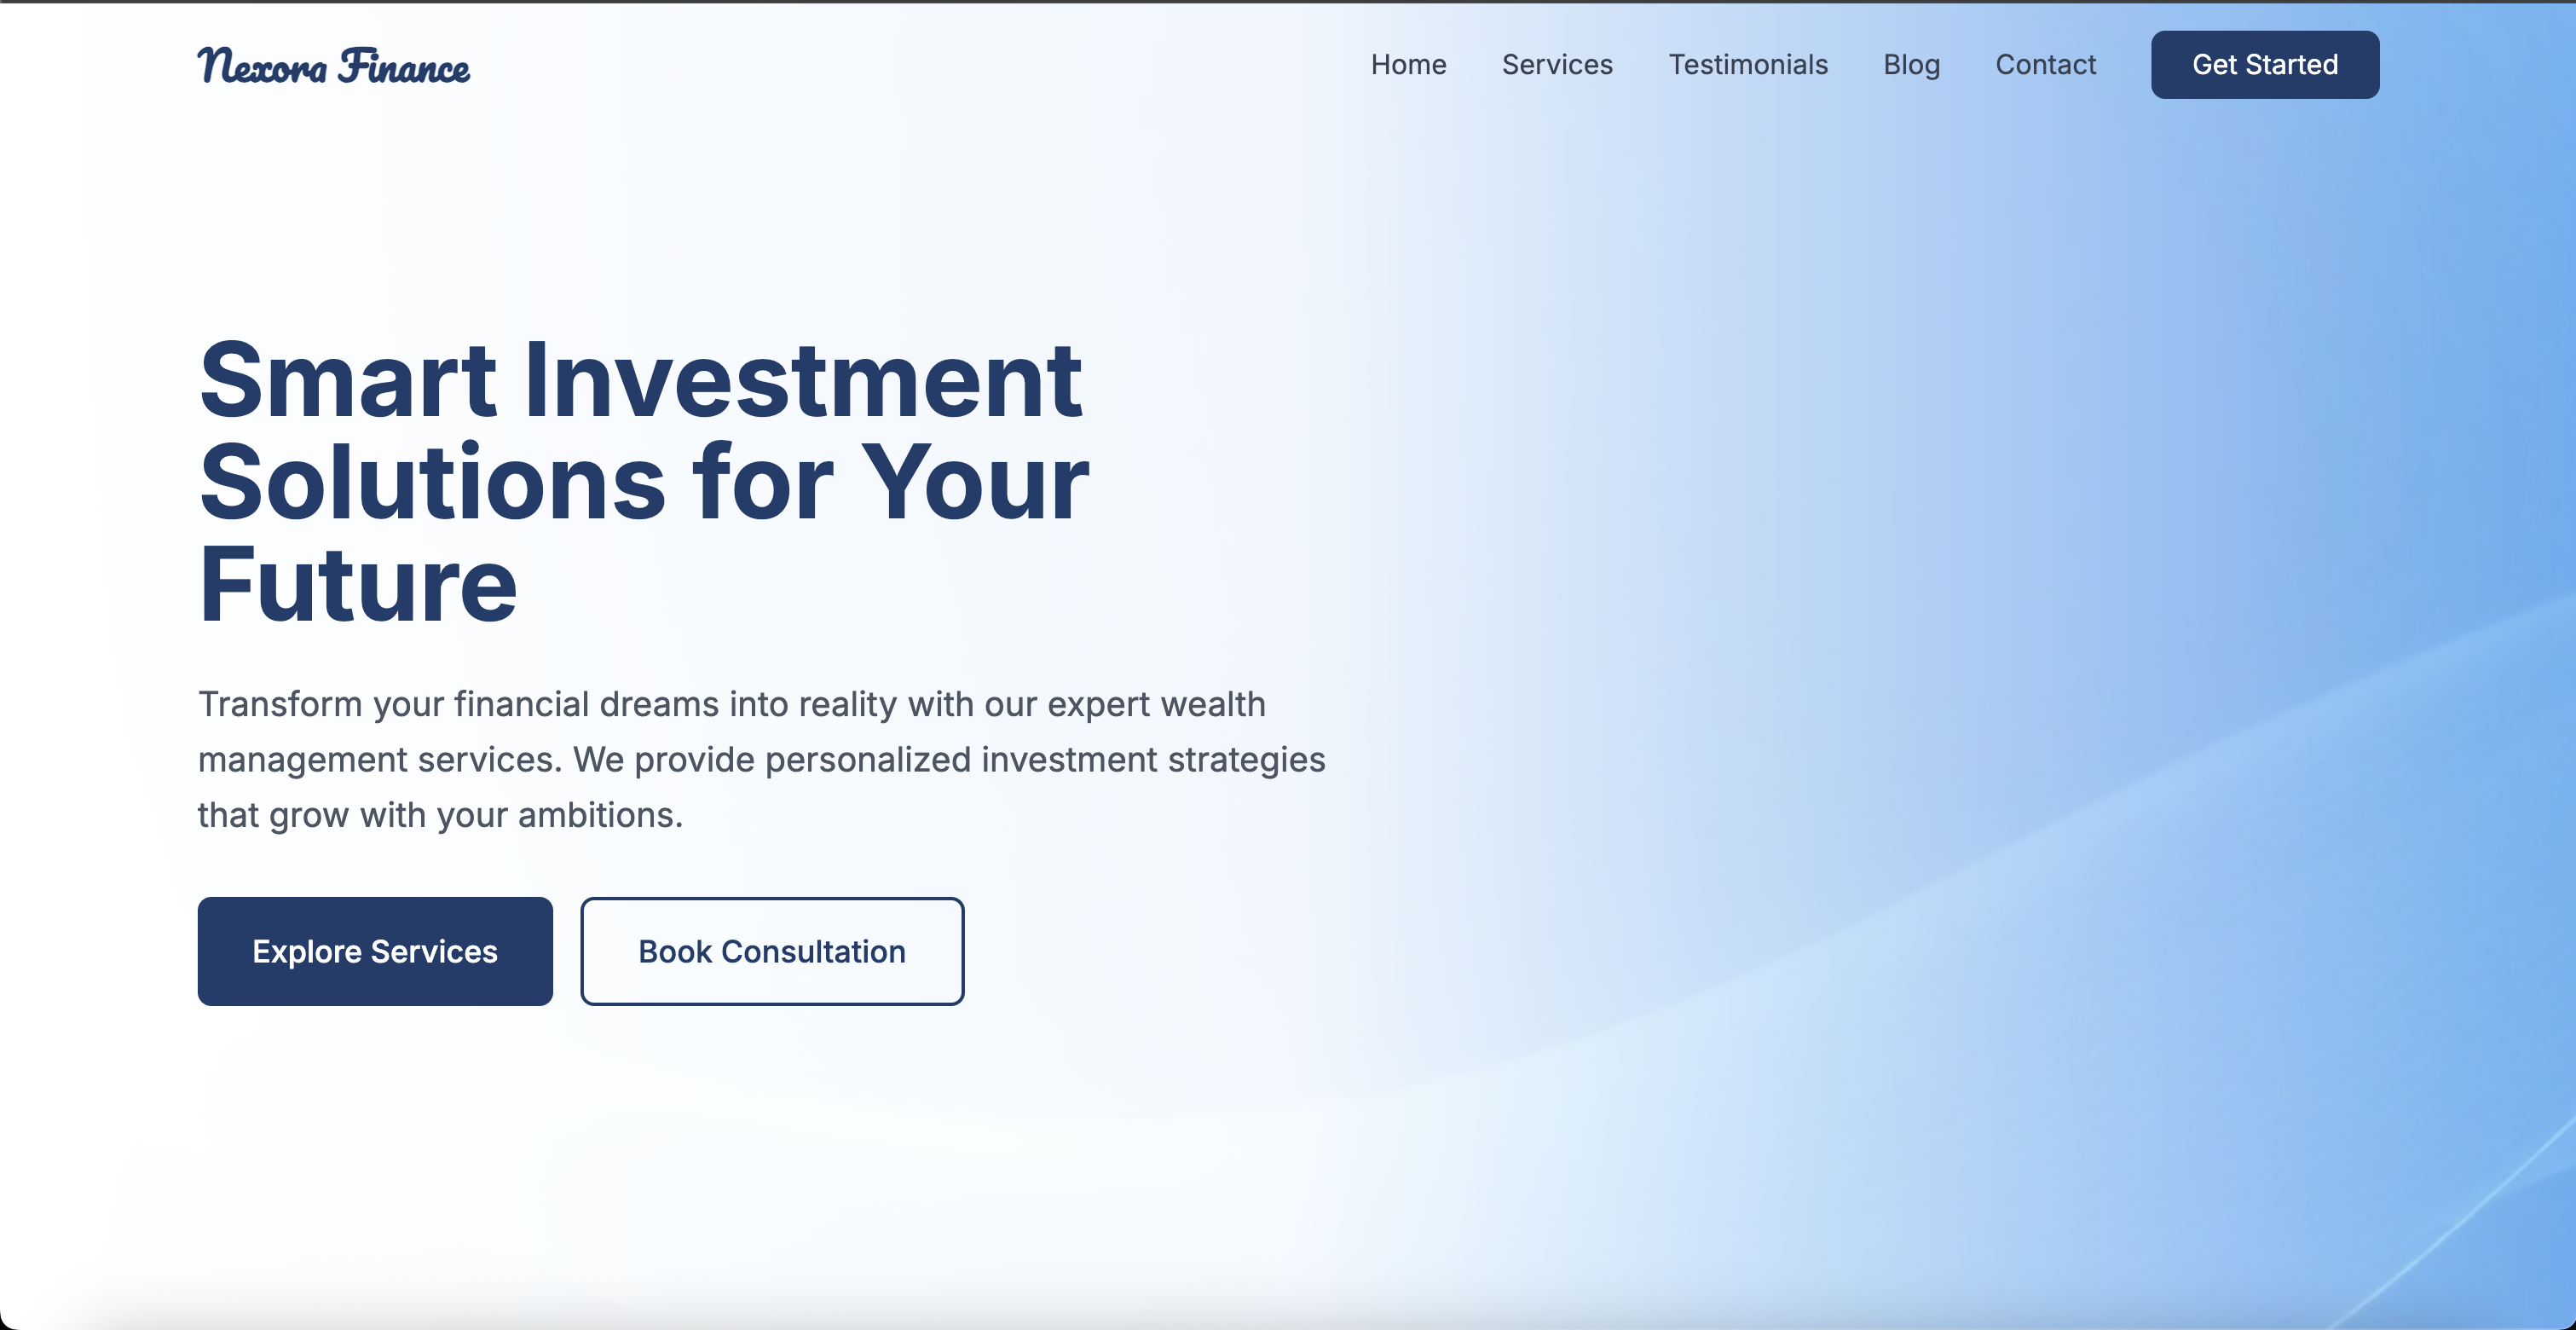 Nexora Finance
Home Services Testimonials Blog Contact Get Started
Smart Investment
Solutions for Your
Future
Transform your financial dreams into reality with our expert wealth
management services. We provide personalized investment strategies
that grow with your ambitions.
Explore Services Book Consultation